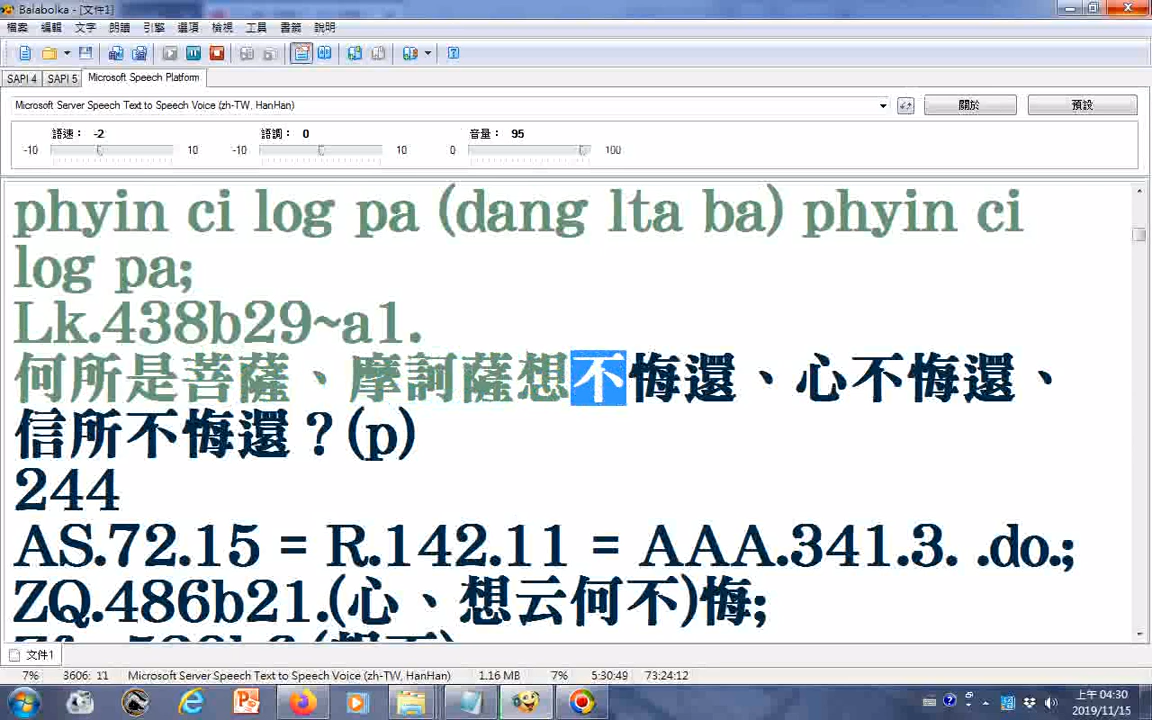 Balabolka - [文件1]
檔案 編輯 文字 朗讀 引擎 選項 檢視 工具 書籤 說明
SAPI 4 SAPI 5 Microsoft Speech Platform
Microsoft Server Speech Text to Speech Voice (zh-TW, HanHan) 關於 預設
語速： -2 語調： 0 音量： 95
-10 10 -10 10 0 100
phyin ci log pa (dang lta ba) phyin ci
log pa;
Lk.438b29~a1.
何所是菩薩、摩訶薩想不悔還、心不悔還、
信所不悔還？(p)
244
AS.72.15 = R.142.11 = AAA.341.3. .do.;
ZQ.486b21.(心、想云何不)悔;
文件1
7% 3606: 11 Microsoft Server Speech Text to Speech Voice (zh-TW, HanHan) 1.16 MB 7% 5:30:49 73:24:12
上午 04:30
2019/11/15